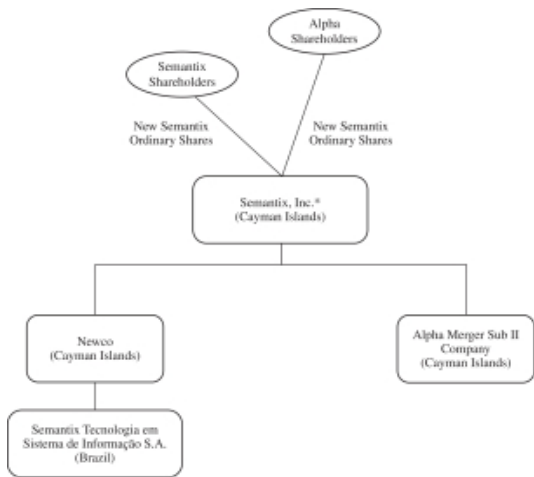 Alpha
Shareholders
Semantix
Shareholders
New Semantix
Ordinary Shares
New Semantix
Ordinary Shares
Semantix, Inc.*
(Cayman Islands)
Newco
(Cayman Islands)
Alpha Merger Sub II
Company
(Cayman Islands)
Semantix Tecnologia em
Sistema de Informação S.A.
(Brazil)